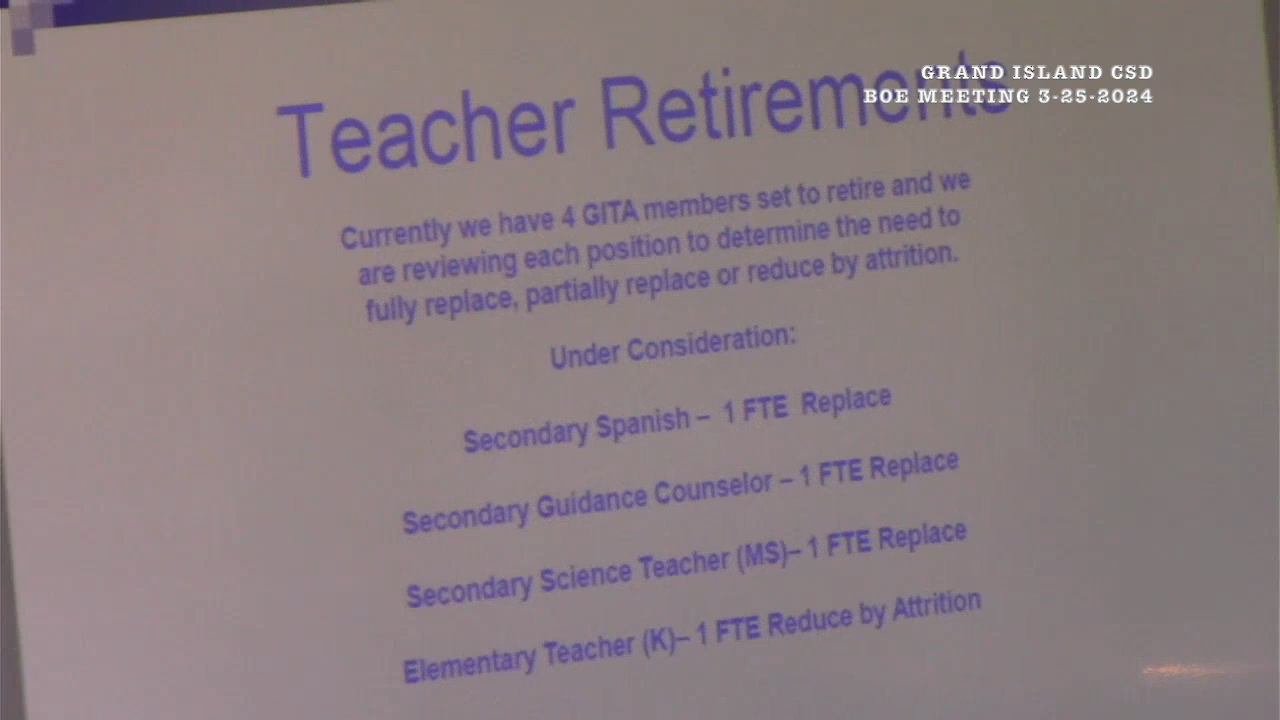 GRAND ISLAND CSD
BOE MEETING 3-25-2024
Teacher Retirements
Currently we have 4 GITA members set to retire and we
are reviewing each position to determine the need to
fully replace, partially replace or reduce by attrition.
Under Consideration:
Secondary Spanish – 1 FTE Replace
Secondary Guidance Counselor – 1 FTE Replace
Secondary Science Teacher (MS)– 1 FTE Replace
Elementary Teacher (K)– 1 FTE Reduce by Attrition